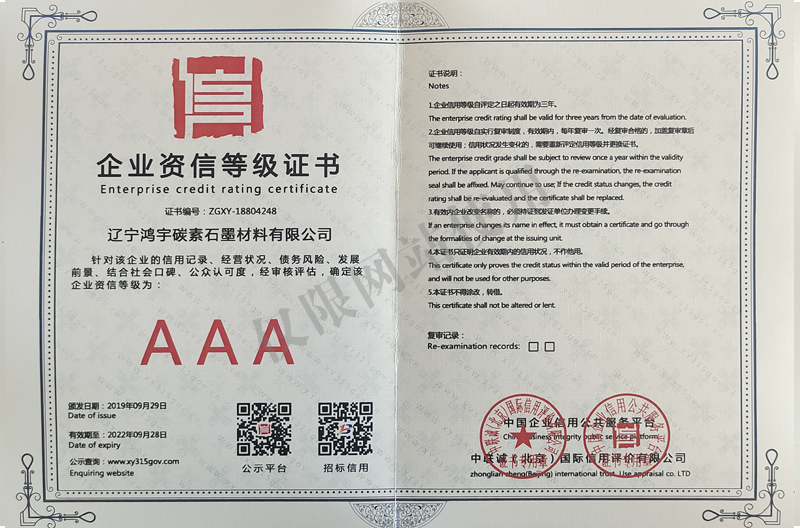 企业资信等级证书
Enterprise credit rating certificate
证书编号：ZGXY-18804248
辽宁鸿宇碳素石墨材料有限公司
针对该企业的信用记录、经营状况、债务风险、发展
前景、结合社会口碑、公众认可度，经审核评估，确定该
企业资信等级为：
AAA
颁发日期：2019年09月29日
Date of issue
有效期至：2022年09月28日
Date of expiry
公示查询：www.xy315gov.com
Enquiring website
公示平台
招标信用
证书说明：
Notes
1.企业信用等级自评定之日起有效期为三年。
The enterprise credit rating shall be valid for three years from the date of evaluation.
2.企业信用等级自实行复审制度，有效期内，每年复审一次。经复审合格的，加盖复审章后
可继续使用；信用状况发生变化的，需要重新评定信用等级并更换证书。
The enterprise credit grade shall be subject to review once a year within the validity
period. If the applicant is qualified through the re-examination, the re-examination
seal shall be affixed. May continue to use; If the credit status changes, the credit
rating shall be re-evaluated and the certificate shall be replaced.
3.有效内企业改变名称的，必须持证到发证单位办理变更手续。
If an enterprise changes its name in effect, it must obtain a certificate and go through
the formalities of change at the issuing unit.
4.本证书只证明企业有效期内的信用状况，不作他用。
This certificate only proves the credit status within the valid period of the enterprise,
and will not be used for other purposes.
5.本证书不得涂改，转借。
This certificate shall not be altered or lent.
复审记录：
Re-examination records:
中国企业信用公共服务平台
China business integrity public service platform
中联诚（北京）国际信用评价有限公司
zhonglian cheng(Beijing) international trust. Use appraisal co. LTD
证书专用章
证书专用章
仅限网站使用